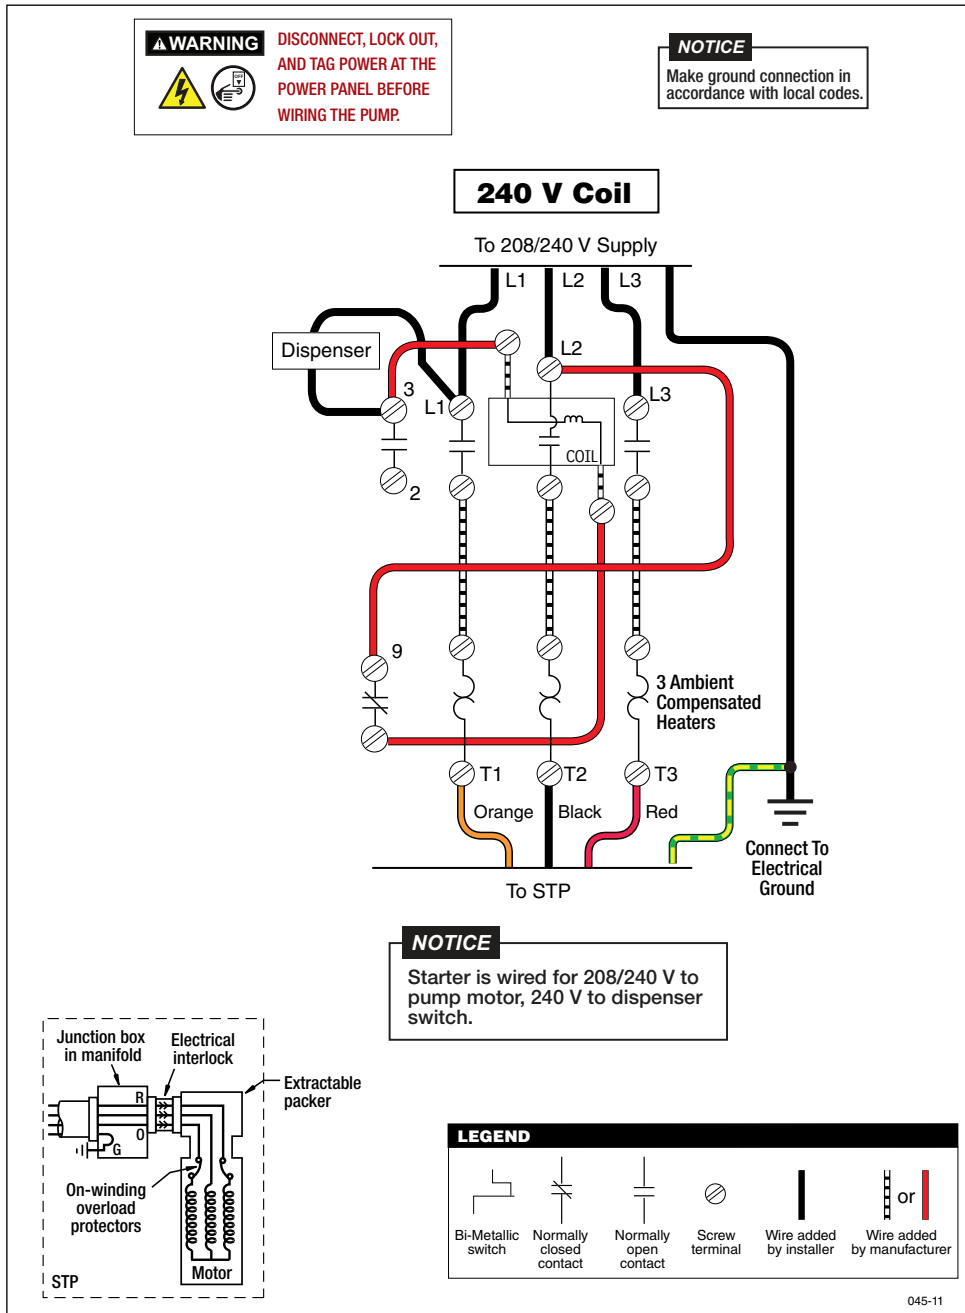 WARNING
DISCONNECT, LOCK OUT,
AND TAG POWER AT THE
POWER PANEL BEFORE
WIRING THE PUMP.
OFF
NOTICE
Make ground connection in
accordance with local codes.
240 V Coil
To 208/240 V Supply
L1
L2
L3
Dispenser
L2
3
L1
L3
COIL
2
9
3 Ambient
Compensated
Heaters
T1
T2
T3
Orange
Black
Red
Connect To
Electrical
Ground
To STP
NOTICE
Starter is wired for 208/240 V to
pump motor, 240 V to dispenser
switch.
Junction box
in manifold
Electrical
interlock
Extractable
packer
R
O
G
On-winding
overload
protectors
Motor
STP
LEGEND
or
Bi-Metallic
switch
Normally
closed
contact
Normally
open
contact
Screw
terminal
Wire added
by installer
Wire added
by manufacturer
045-11